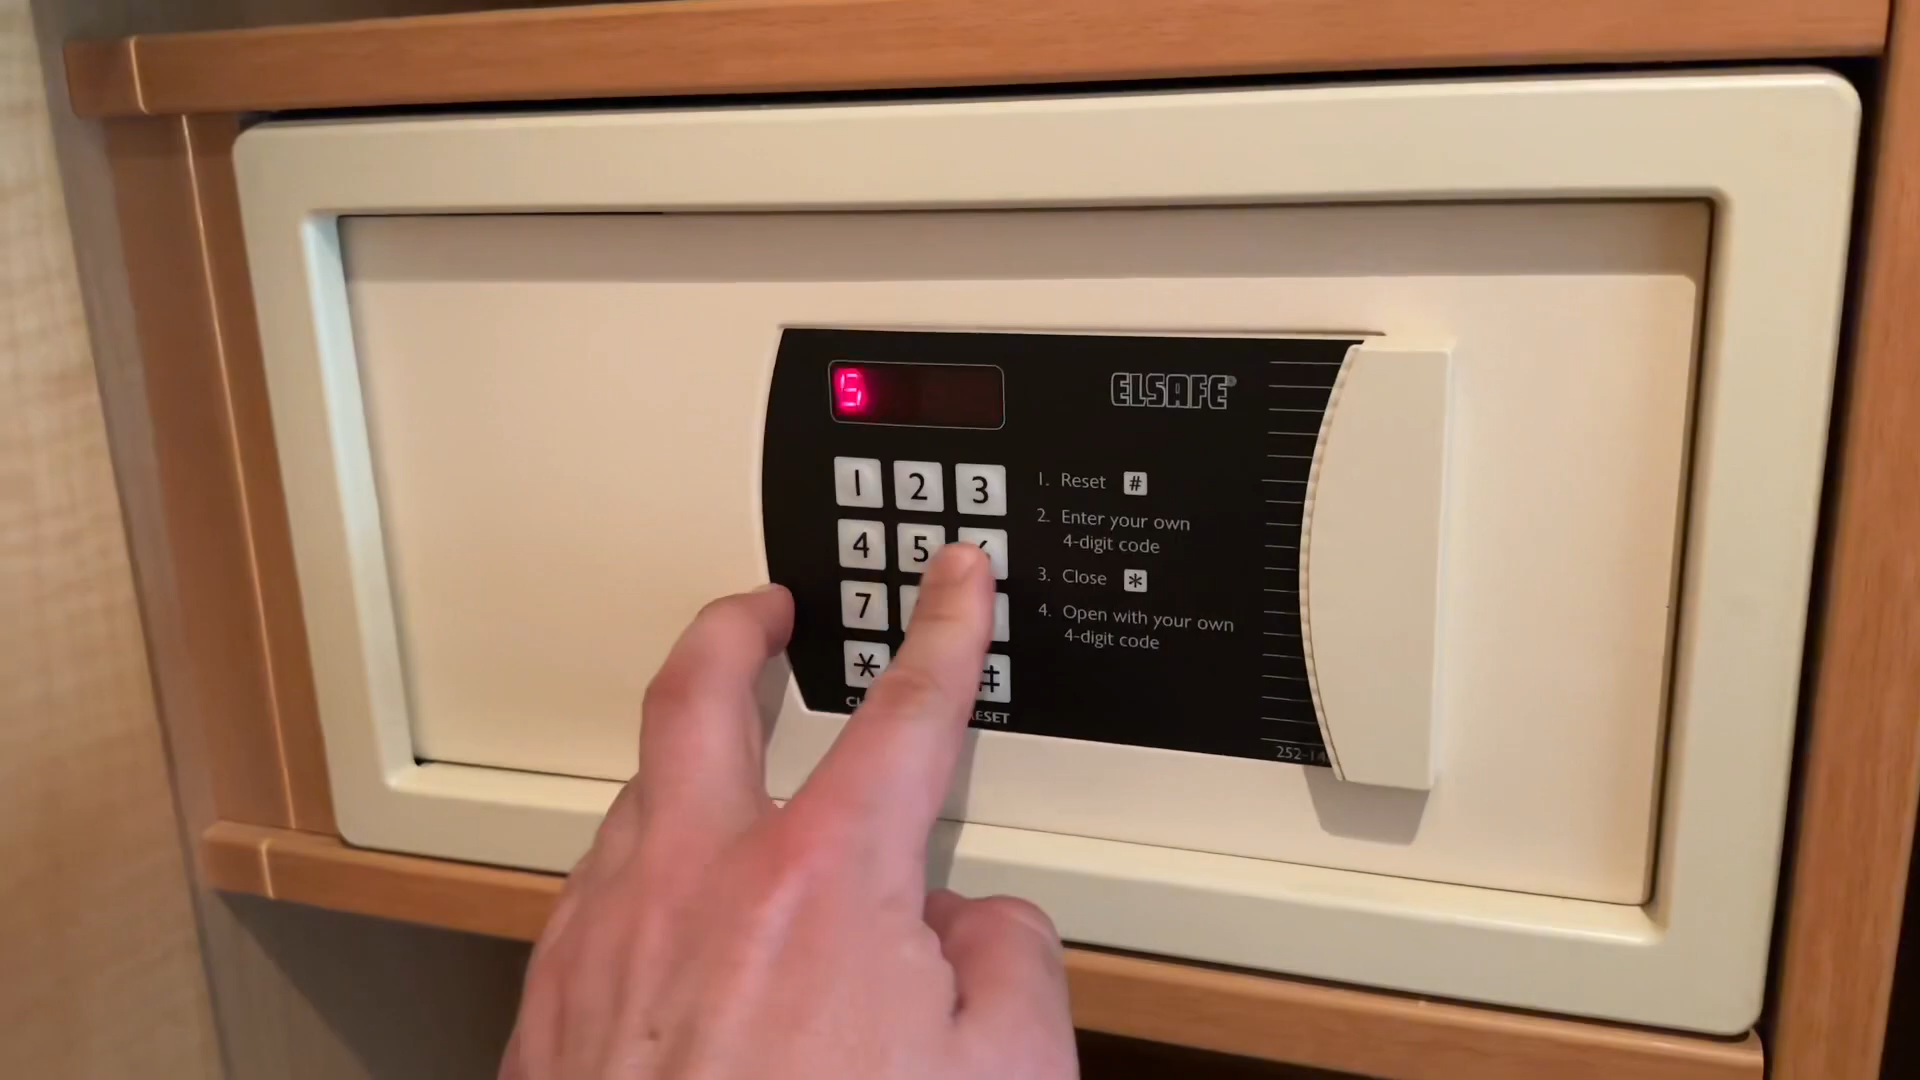 5
ELSAFE®
1 2 3
4 5
7
* #
1. Reset #
2. Enter your own
4-digit code
3. Close *
4. Open with your own
4-digit code